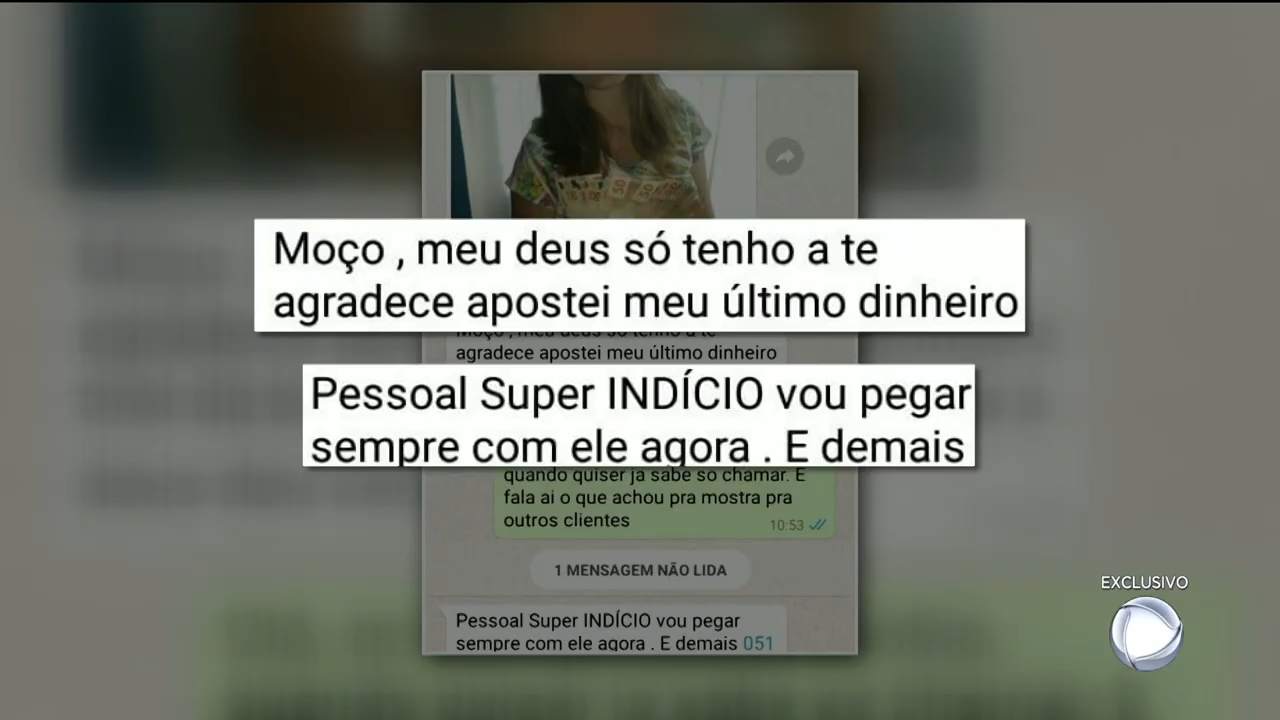 Moço , meu deus só tenho a te
agradece apostei meu último dinheiro
Moço , meu deus só tenho a te
agradece apostei meu último dinheiro
Pessoal Super INDÍCIO vou pegar
sempre com ele agora . E demais
quando quiser ja sabe so chamar. E
fala ai o que achou pra mostra pra
outros clientes
10:53
1 MENSAGEM NÃO LIDA
Pessoal Super INDÍCIO vou pegar
sempre com ele agora . E demais 051
EXCLUSIVO